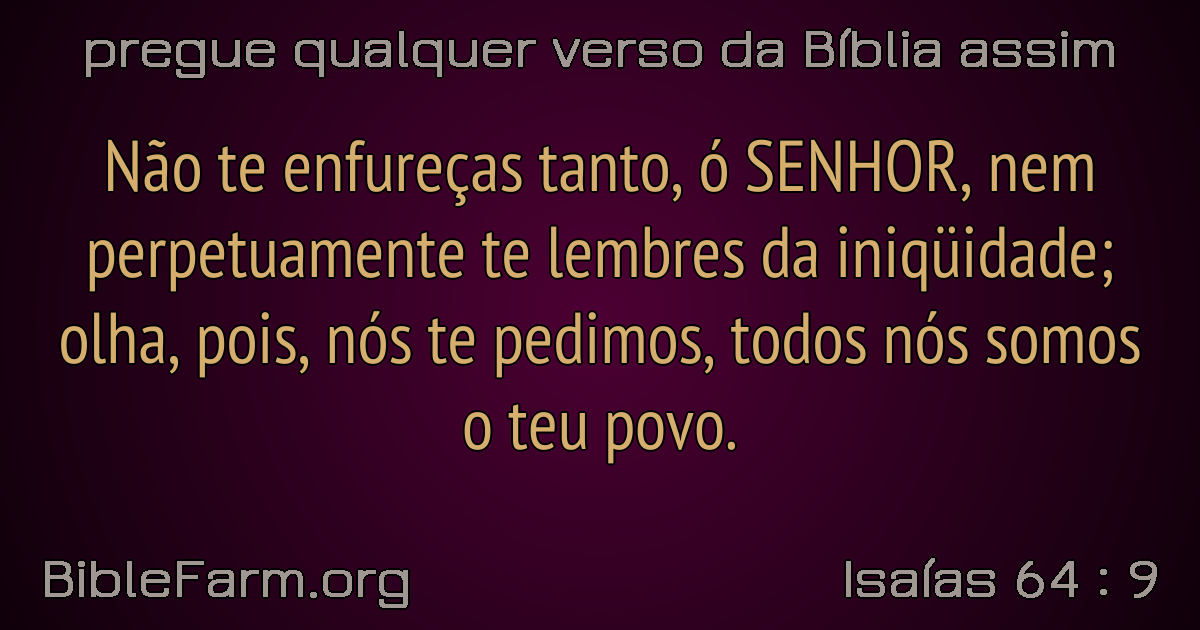 pregue qualquer verso da Bíblia assim
Não te enfureças tanto, ó SENHOR, nem
perpetuamente te lembres da iniqüidade;
olha, pois, nós te pedimos, todos nós somos
o teu povo.
BibleFarm.org
Isaías 64 : 9